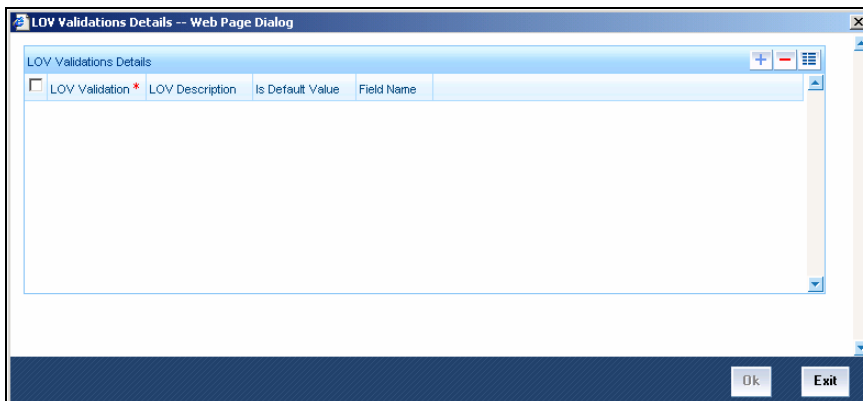 LOV Validations Details -- Web Page Dialog
LOV Validations Details
LOV Validation * LOV Description Is Default Value Field Name
Ok Exit